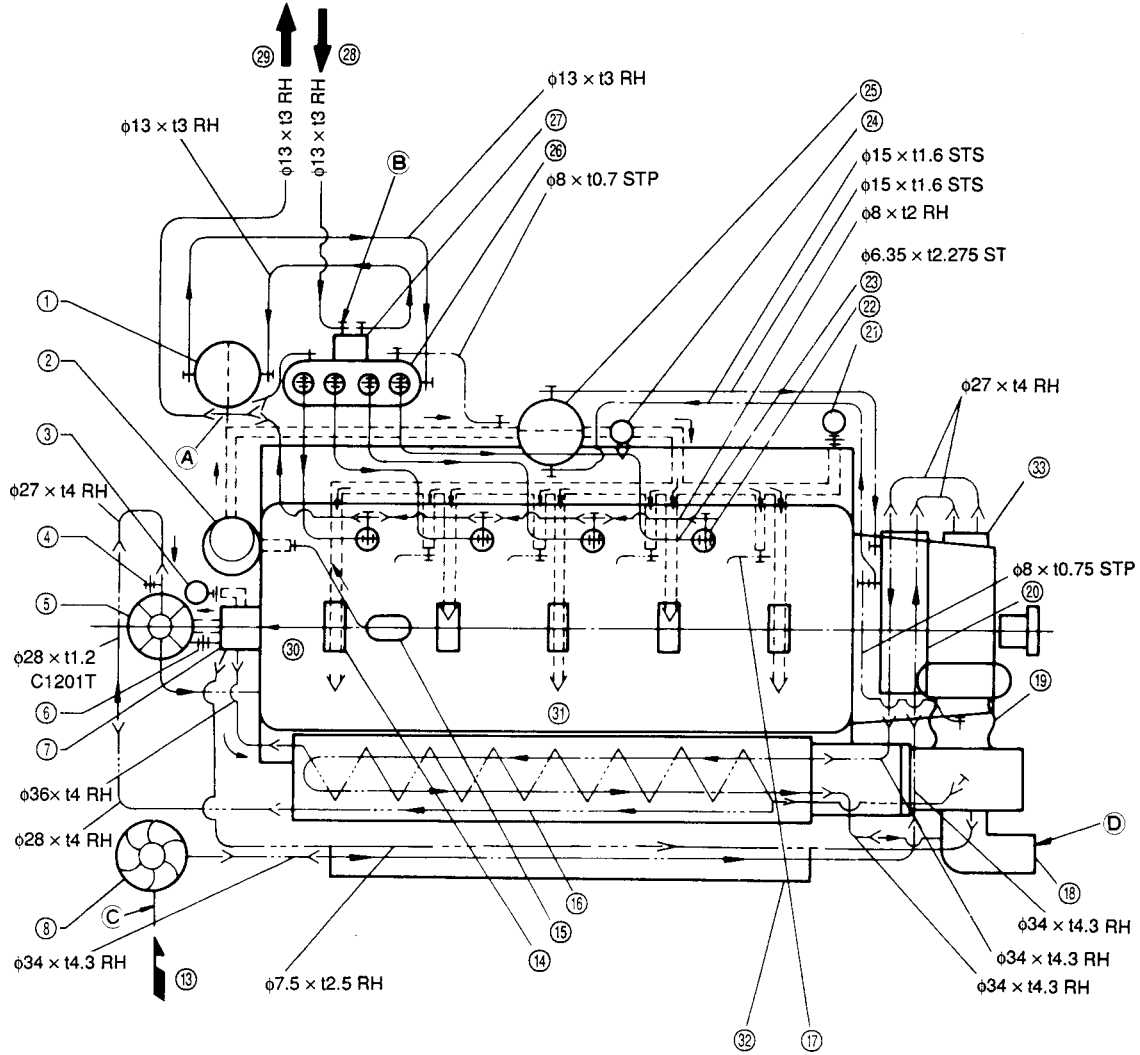 ㉙
㉘
φ13 × t3 RH
φ13 × t3 RH
φ13 × t3 RH
φ13 × t3 RH
㉗
㉖
φ8 × t0.7 STP
Ⓑ
㉕
㉔
φ15 × t1.6 STS
φ15 × t1.6 STS
φ8 × t2 RH
φ6.35 × t2.275 ST
㉓
㉒
㉑
φ27 × t4 RH
㉝
φ8 × t0.75 STP
⑳
⑲
①
②
③
Ⓐ
φ27 × t4 RH
④
⑤
φ28 × t1.2
C1201T
⑥
⑦
φ36× t4 RH
φ28 × t4 RH
⑧
Ⓒ
φ34 × t4.3 RH
⑬
φ7.5 × t2.5 RH
㉚
㉛
⑭
⑮
⑯
㉜
⑰
Ⓓ
⑱
φ34 × t4.3 RH
φ34 × t4.3 RH
φ34 × t4.3 RH